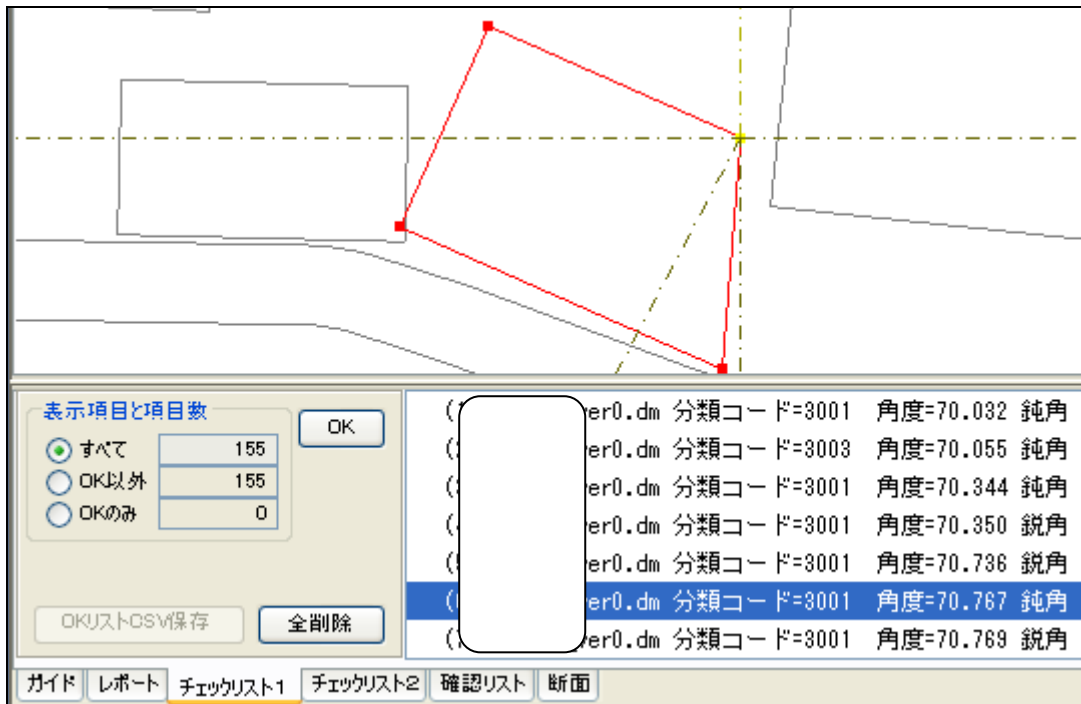 表示項目と項目数
すべて 155
OK以外 155
OKのみ 0
OK
OKリストCSV保存
全削除
(1 er0.dm 分類コード=3001 角度=70.032 鈍角
(2 er0.dm 分類コード=3003 角度=70.055 鈍角
(3 er0.dm 分類コード=3001 角度=70.344 鈍角
(4 er0.dm 分類コード=3001 角度=70.350 鋭角
(5 er0.dm 分類コード=3001 角度=70.736 鋭角
( er0.dm 分類コード=3001 角度=70.767 鈍角
(7 er0.dm 分類コード=3001 角度=70.769 鋭角
ガイド レポート チェックリスト1 チェックリスト2 確認リスト 断面